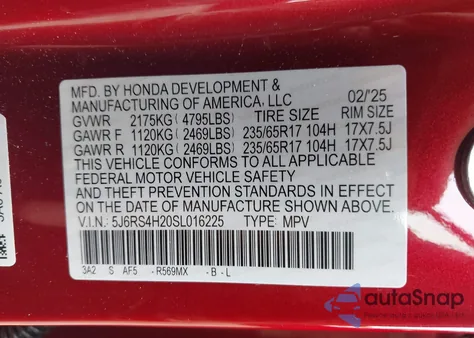 MFD. BY HONDA DEVELOPMENT &
MANUFACTURING OF AMERICA, LLC 02/'25
GVWR 2175KG ( 4795LBS) TIRE SIZE RIM SIZE
GAWR F 1120KG ( 2469LBS) 235/65R17 104H 17X7.5J
GAWR R 1120KG ( 2469LBS) 235/65R17 104H 17X7.5J
THIS VEHICLE CONFORMS TO ALL APPLICABLE
FEDERAL MOTOR VEHICLE SAFETY
AND THEFT PREVENTION STANDARDS IN EFFECT
ON THE DATE OF MANUFACTURE SHOWN ABOVE.
V.I.N.: 5J6RS4H20SL016225 TYPE: MPV
3A2 S AF5 - R569MX - B - L
autaSnap